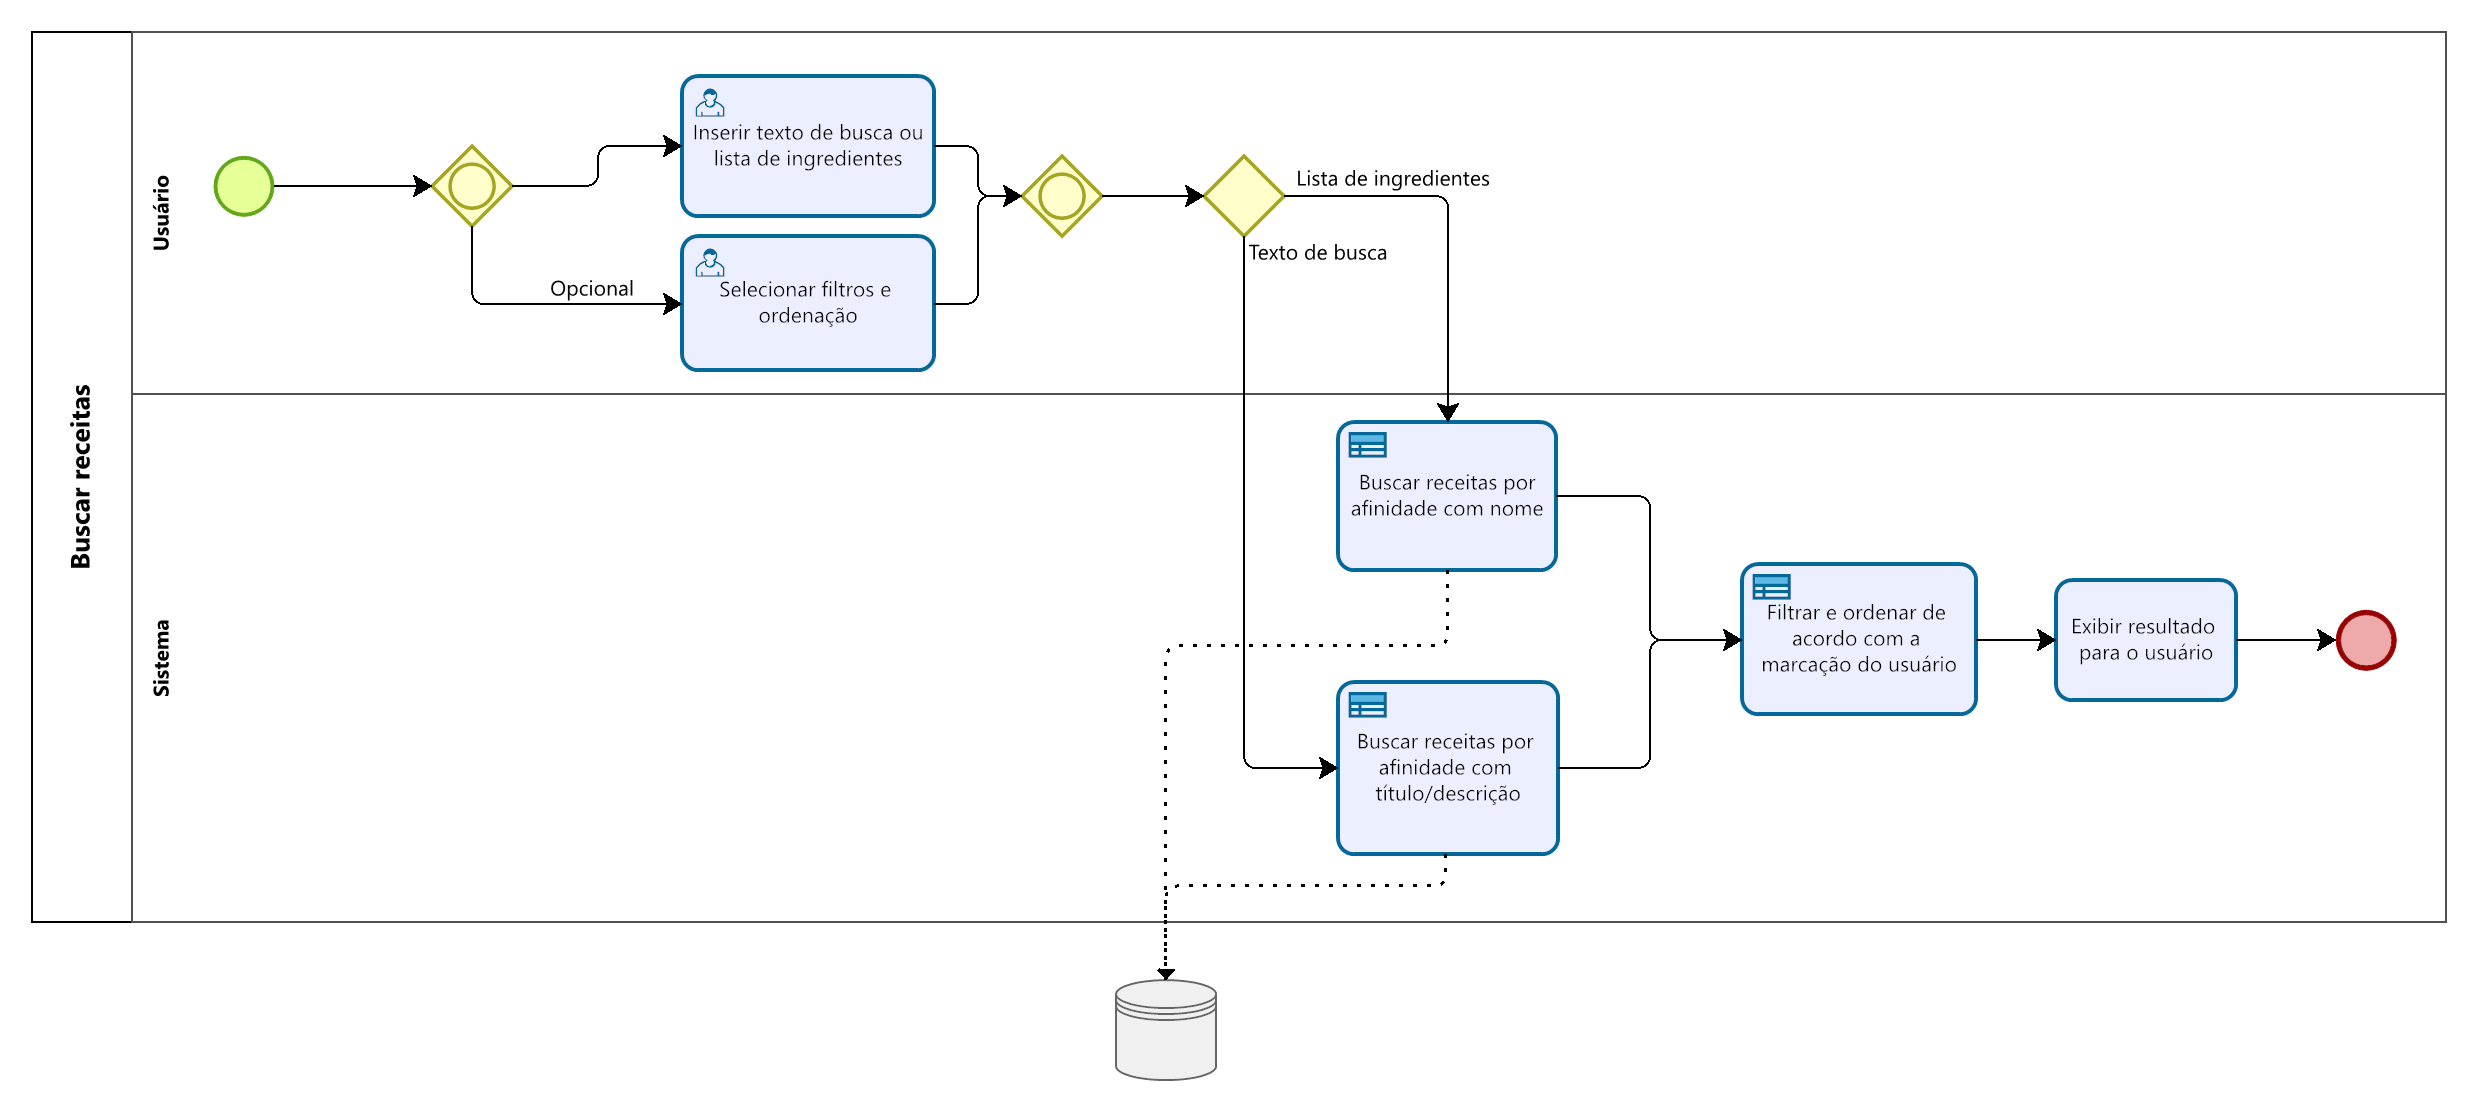 Buscar receitas
Usuário
Inserir texto de busca ou
lista de ingredientes
Opcional
Selecionar filtros e
ordenação
Lista de ingredientes
Texto de busca
Sistema
Buscar receitas por
afinidade com nome
Buscar receitas por
afinidade com
título/descrição
Filtrar e ordenar de
acordo com a
marcação do usuário
Exibir resultado
para o usuário